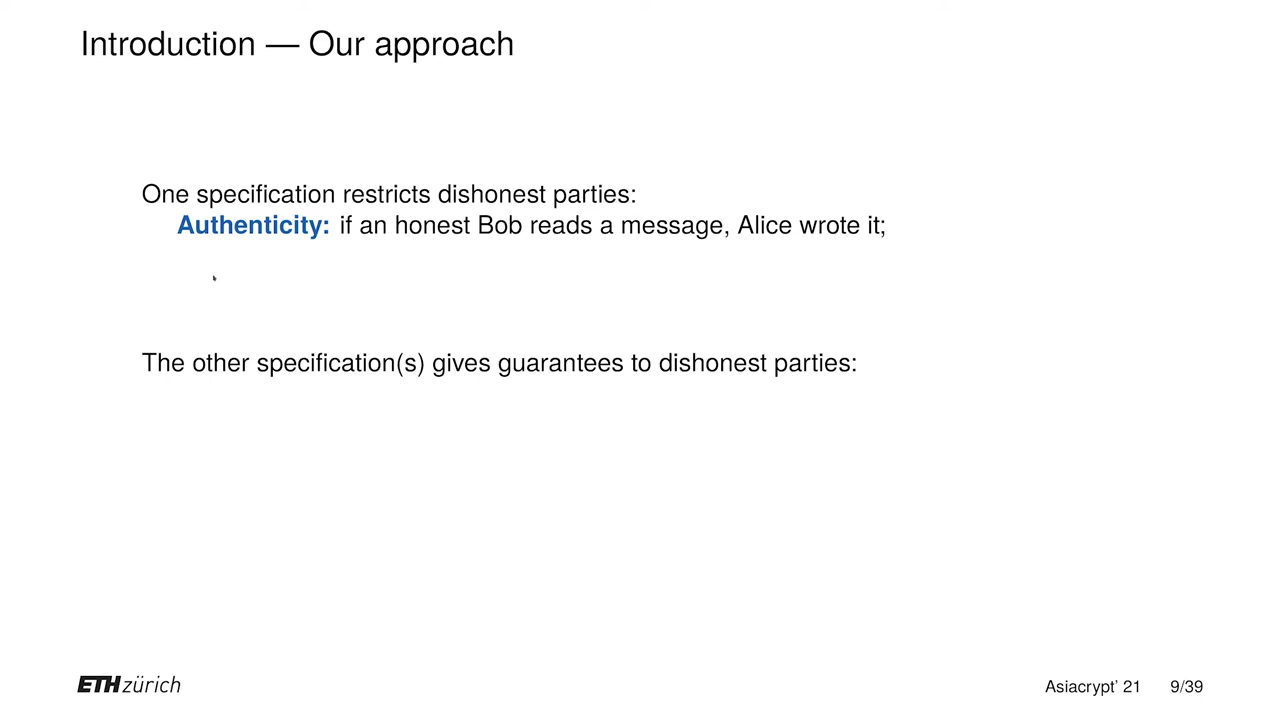 Introduction — Our approach
One specification restricts dishonest parties:
Authenticity: if an honest Bob reads a message, Alice wrote it;
The other specification(s) gives guarantees to dishonest parties:
ETH zürich
Asiacrypt' 21 9/39